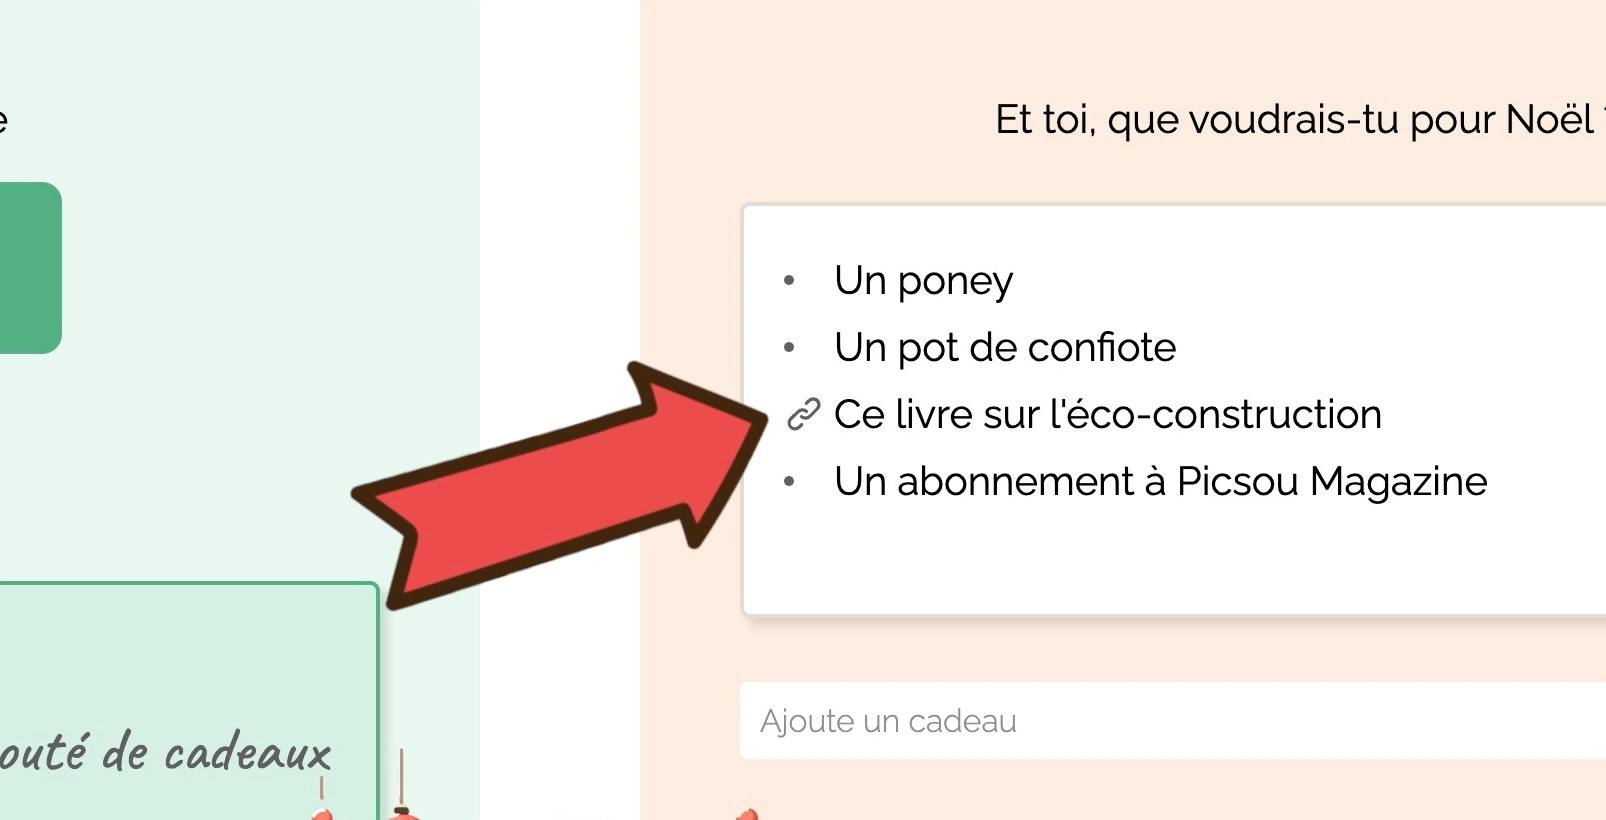 Et toi, que voudrais-tu pour Noël
Un poney
Un pot de confiote
Ce livre sur l'éco-construction
Un abonnement à Picsou Magazine
Ajoute un cadeau
de cadeaux